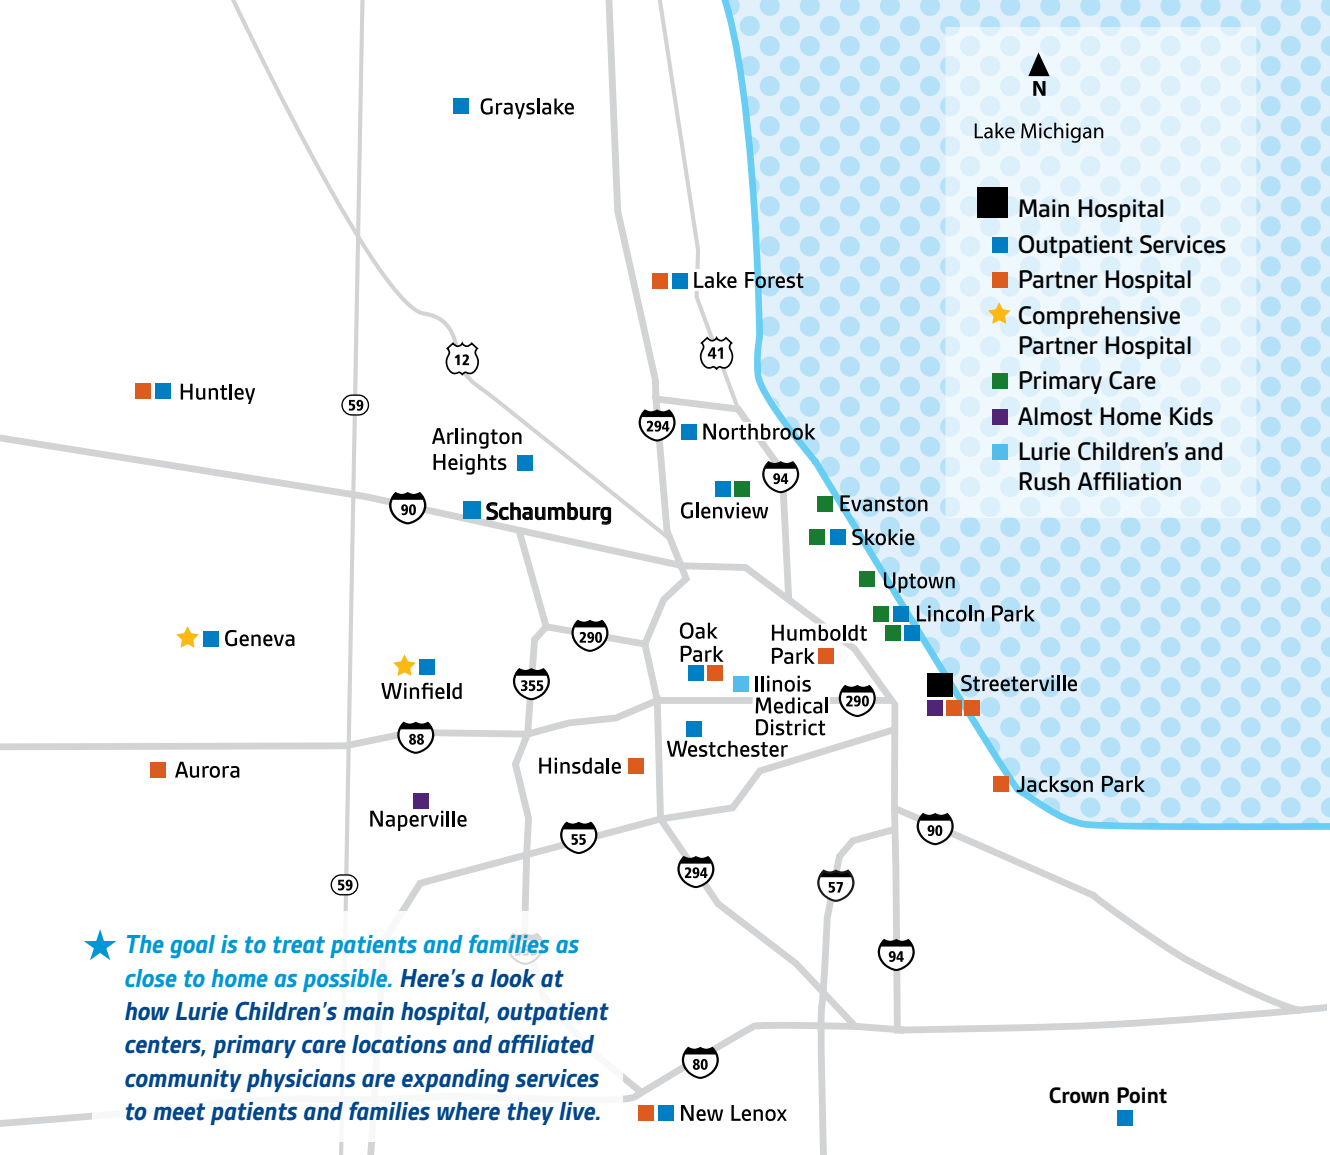 Grayslake
N
Lake Michigan
Main Hospital
Outpatient Services
Partner Hospital
Comprehensive
Partner Hospital
Primary Care
Almost Home Kids
Lurie Children's and
Rush Affiliation
Lake Forest
12
41
Huntley
59
294
Northbrook
Arlington
Heights
94
90
Schaumburg
Glenview
Evanston
Skokie
Uptown
Lincoln Park
Geneva
290
Oak
Park
Humboldt
Park
Winfield
355
Illinois
Medical
District
290
Streeterville
88
Westchester
Aurora
Hinsdale
Jackson Park
Naperville
55
90
294
57
59
94
The goal is to treat patients and families as
close to home as possible. Here's a look at
how Lurie Children's main hospital, outpatient
centers, primary care locations and affiliated
community physicians are expanding services
to meet patients and families where they live.
80
New Lenox
Crown Point